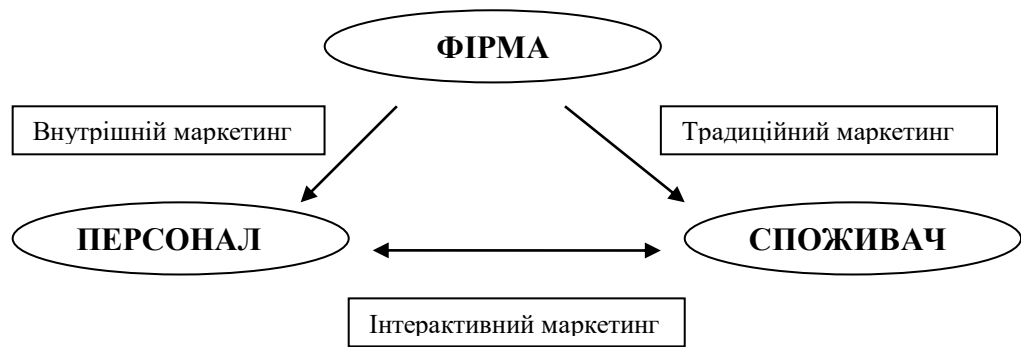 ФІРМА
Внутрішній маркетинг
Традиційний маркетинг
ПЕРСОНАЛ
СПОЖИВАЧ
Інтерактивний маркетинг